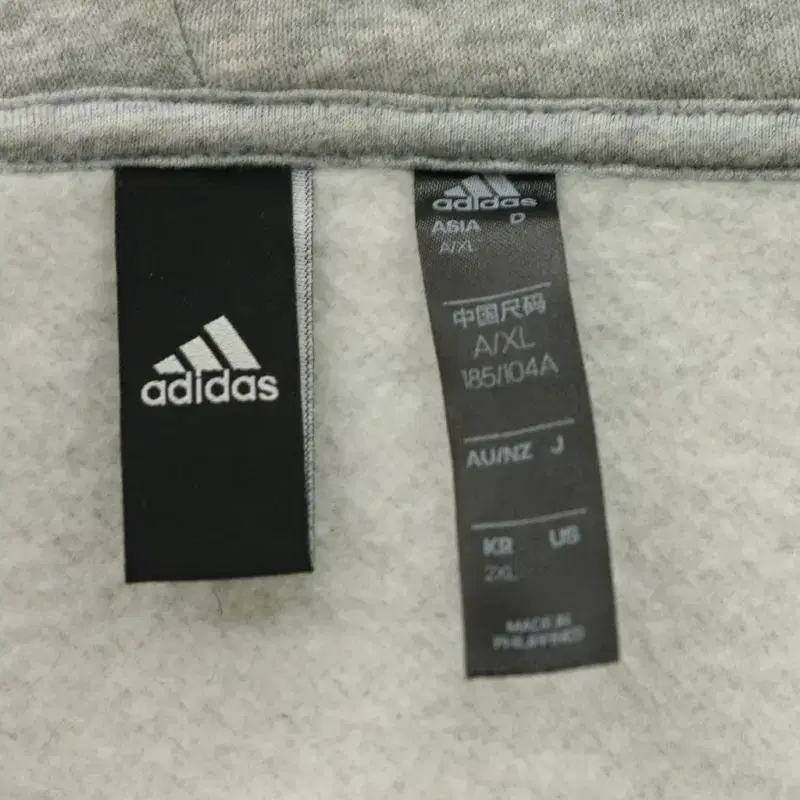 adidas
adidas
ASIA D
A/XL
中国尺码
A/XL
185/104A
AU/NZ J
KR US
2XL
MADE IN
PHILIPPINES